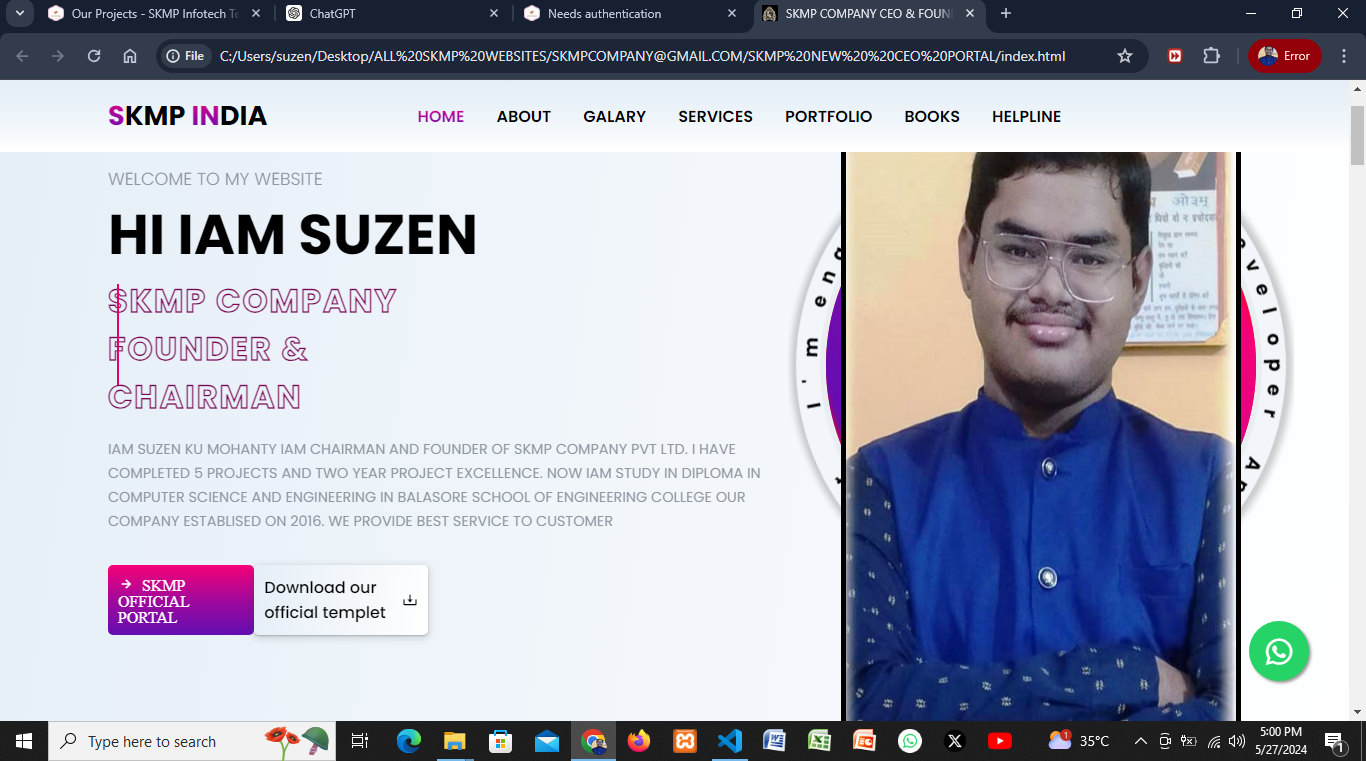 Our Projects - SKMP Infotech Te
ChatGPT
Needs authentication
SKMP COMPANY CEO & FOUN
File
C:/Users/suzen/Desktop/ALL%20SKMP%20WEBSITES/SKMPCOMPANY@GMAIL.COM/SKMP%20NEW%20%20CEO%20PORTAL/index.html
Error
SKMP INDIA
HOME
ABOUT
GALARY
SERVICES
PORTFOLIO
BOOKS
HELPLINE
WELCOME TO MY WEBSITE
HI IAM SUZEN
SKMP COMPANY
FOUNDER &
CHAIRMAN
IAM SUZEN KU MOHANTY IAM CHAIRMAN AND FOUNDER OF SKMP COMPANY PVT LTD. I HAVE
COMPLETED 5 PROJECTS AND TWO YEAR PROJECT EXCELLENCE. NOW IAM STUDY IN DIPLOMA IN
COMPUTER SCIENCE AND ENGINEERING IN BALASORE SCHOOL OF ENGINEERING COLLEGE OUR
COMPANY ESTABLISED ON 2016. WE PROVIDE BEST SERVICE TO CUSTOMER
SKMP
OFFICIAL
PORTAL
Download our
official templet
I'm eng
eveloper
ओ३म्
Type here to search
1
35°C
5:00 PM
5/27/2024
1